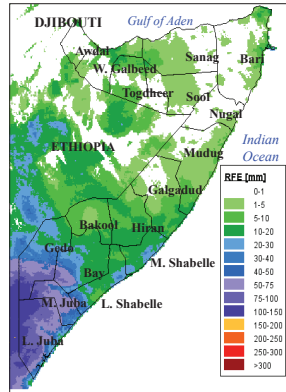 DJIBOUTI
Gulf of Aden
Awdal
W. Galbeed
Sanag
Bari
Togdheer
Sool
Nugal
ETHIOPIA
Indian
Ocean
Mudug
Galgadud
Bakool
Hiran
Gedo
Bay
M. Shabelle
M. Juba
L. Shabelle
L. Juba
RFE [mm]
0-1
1-5
5-10
10-20
20-30
30-40
40-50
50-75
75-100
100-150
150-200
200-250
250-300
>300